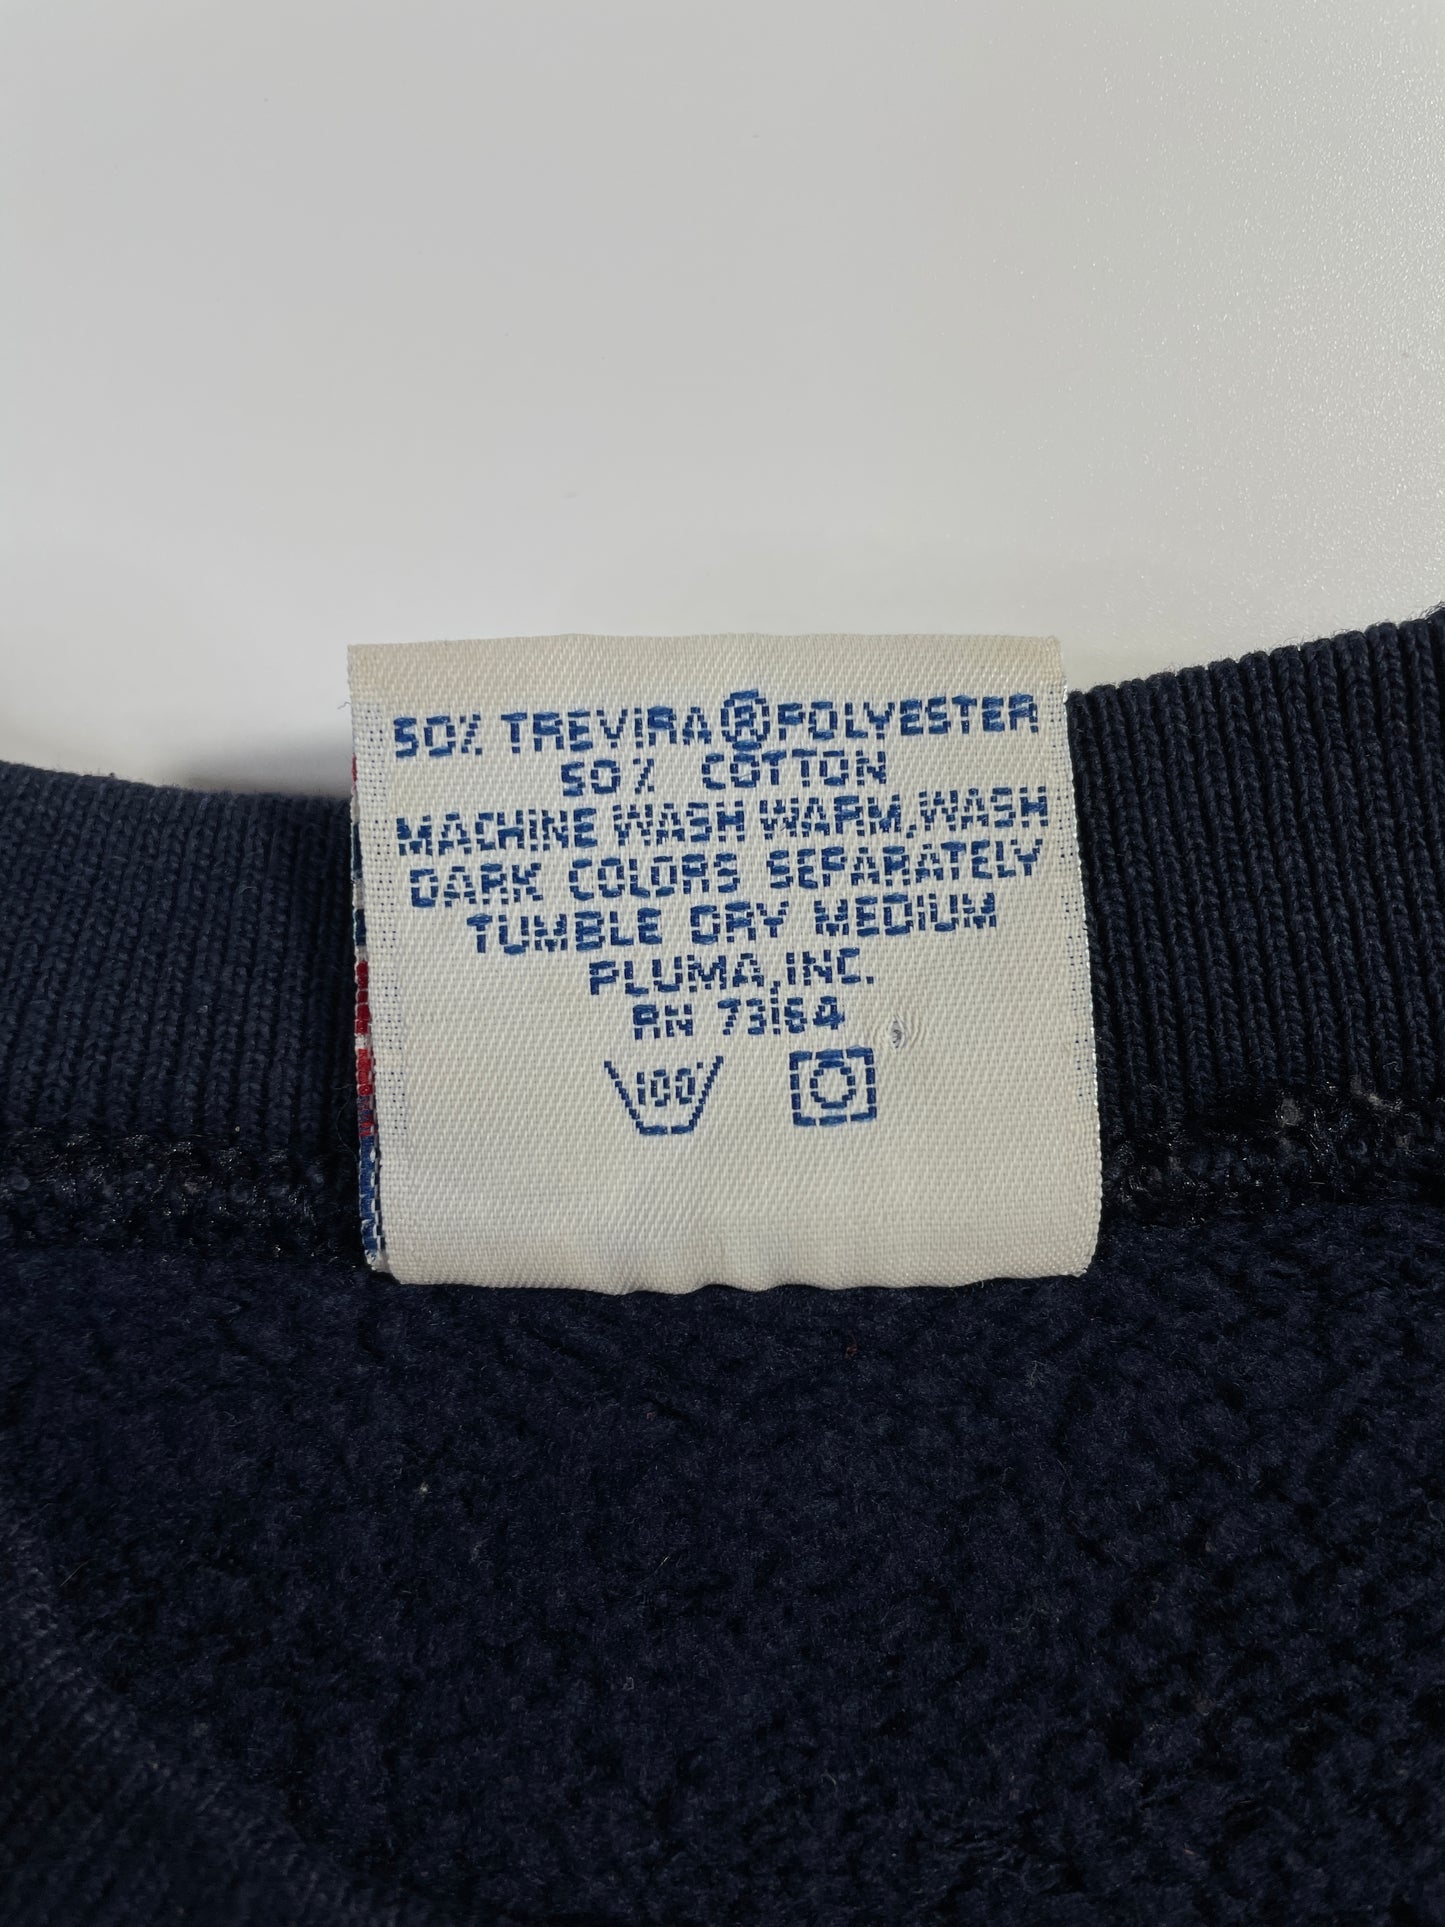 50% TREVIRA®POLYESTER
50% COTTON
MACHINE WASH WARM,WASH
DARK COLORS SEPARATELY
TUMBLE DRY MEDIUM
PLUMA,INC.
RN 73164
100